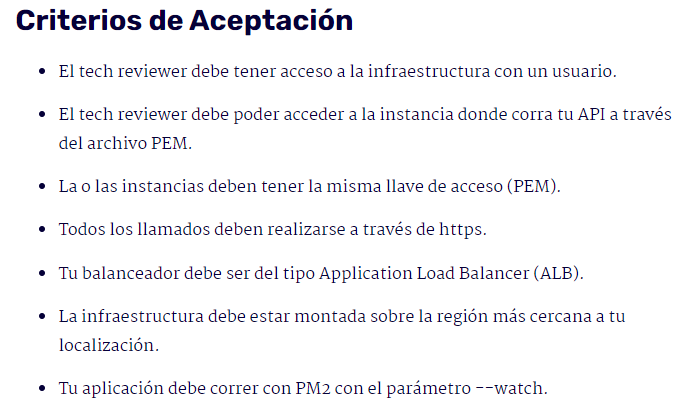 Criterios de Aceptación
• El tech reviewer debe tener acceso a la infraestructura con un usuario.
• El tech reviewer debe poder acceder a la instancia donde corra tu API a través
del archivo PEM.
• La o las instancias deben tener la misma llave de acceso (PEM).
• Todos los llamados deben realizarse a través de https.
• Tu balanceador debe ser del tipo Application Load Balancer (ALB).
• La infraestructura debe estar montada sobre la región más cercana a tu
localización.
• Tu aplicación debe correr con PM2 con el parámetro --watch.